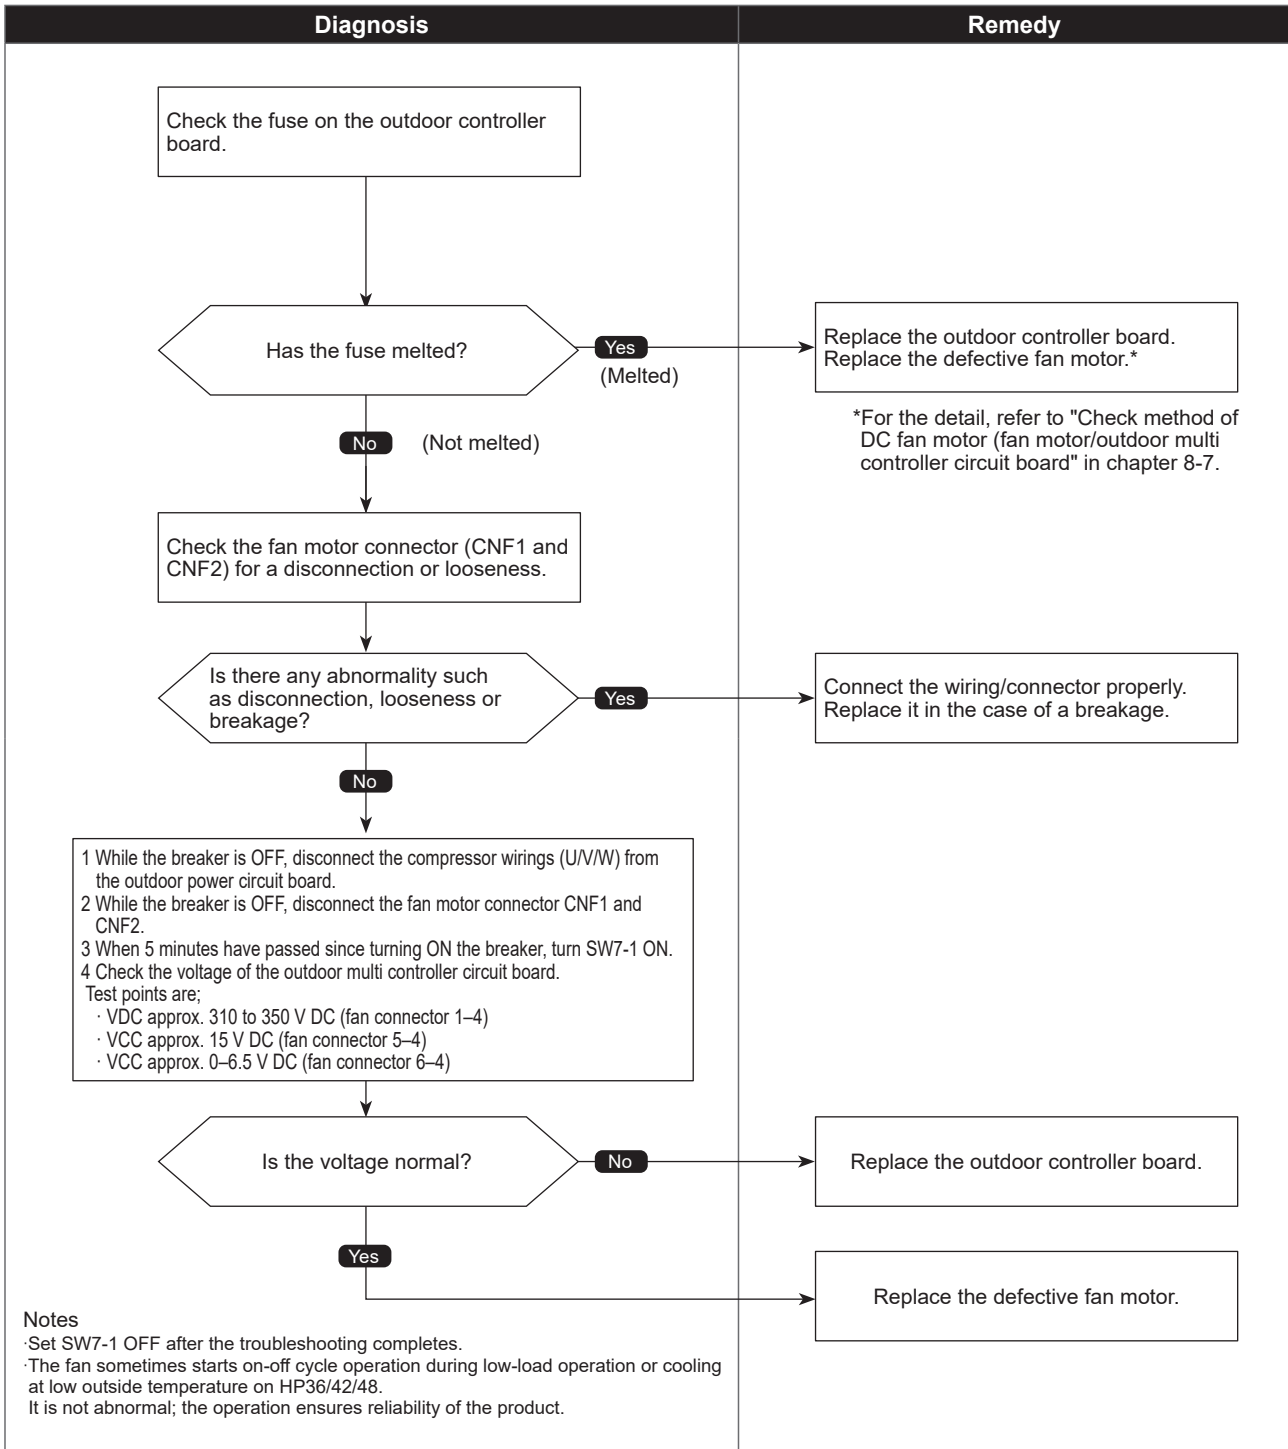 Diagnosis
Remedy
Check the fuse on the outdoor controller
board.
Has the fuse melted?
Yes
(Melted)
Replace the outdoor controller board.
Replace the defective fan motor.*
*For the detail, refer to "Check method of
DC fan motor (fan motor/outdoor multi
controller circuit board" in chapter 8-7.
No
(Not melted)
Check the fan motor connector (CNF1 and
CNF2) for a disconnection or looseness.
Is there any abnormality such
as disconnection, looseness or
breakage?
Yes
Connect the wiring/connector properly.
Replace it in the case of a breakage.
No
1 While the breaker is OFF, disconnect the compressor wirings (U/V/W) from
the outdoor power circuit board.
2 While the breaker is OFF, disconnect the fan motor connector CNF1 and
CNF2.
3 When 5 minutes have passed since turning ON the breaker, turn SW7-1 ON.
4 Check the voltage of the outdoor multi controller circuit board.
Test points are;
· VDC approx. 310 to 350 V DC (fan connector 1–4)
· VCC approx. 15 V DC (fan connector 5–4)
· VCC approx. 0–6.5 V DC (fan connector 6–4)
Is the voltage normal?
No
Replace the outdoor controller board.
Yes
Replace the defective fan motor.
Notes
·Set SW7-1 OFF after the troubleshooting completes.
·The fan sometimes starts on-off cycle operation during low-load operation or cooling
at low outside temperature on HP36/42/48.
It is not abnormal; the operation ensures reliability of the product.